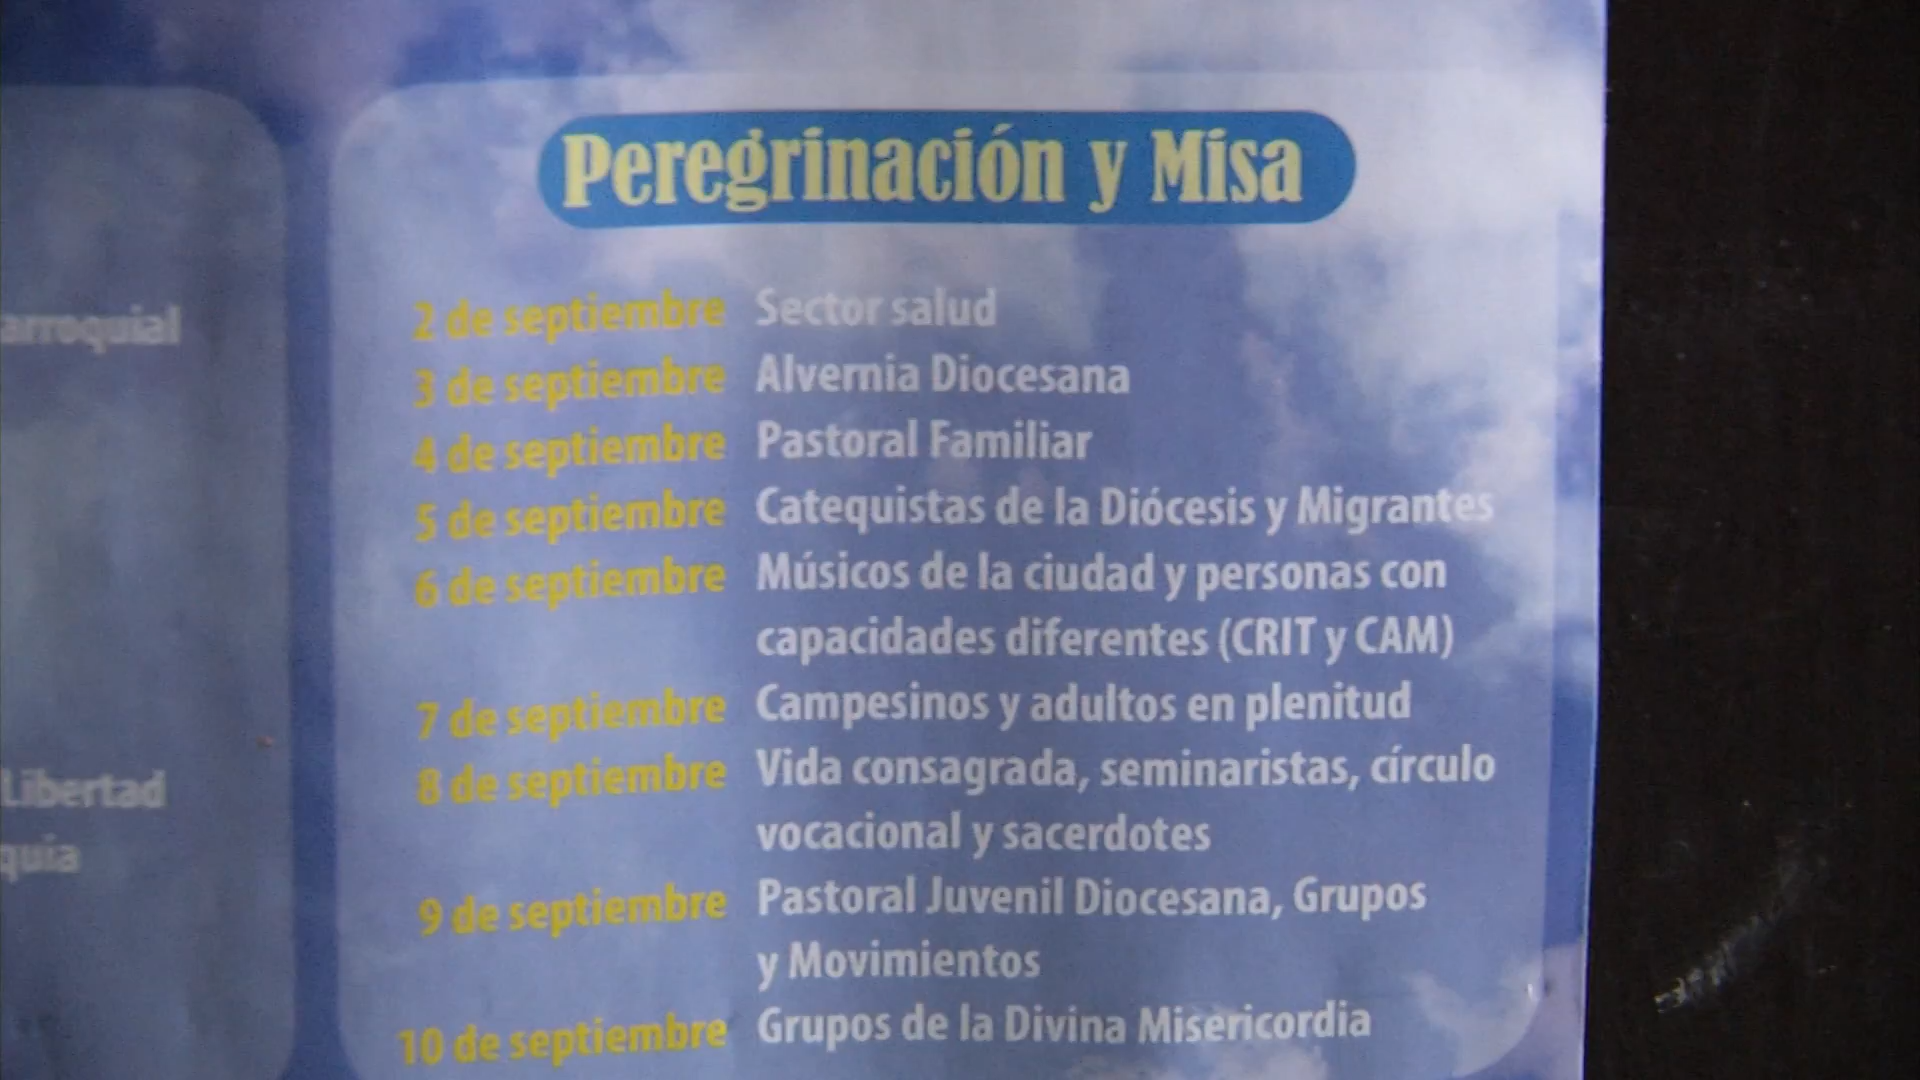 arroquial
Libertad
quia
Peregrinación y Misa
2 de septiembre Sector salud
3 de septiembre Alvernia Diocesana
4 de septiembre Pastoral Familiar
5 de septiembre Catequistas de la Diócesis y Migrantes
6 de septiembre Músicos de la ciudad y personas con
capacidades diferentes (CRIT y CAM)
7 de septiembre Campesinos y adultos en plenitud
8 de septiembre Vida consagrada, seminaristas, círculo
vocacional y sacerdotes
9 de septiembre Pastoral Juvenil Diocesana, Grupos
y Movimientos
10 de septiembre Grupos de la Divina Misericordia